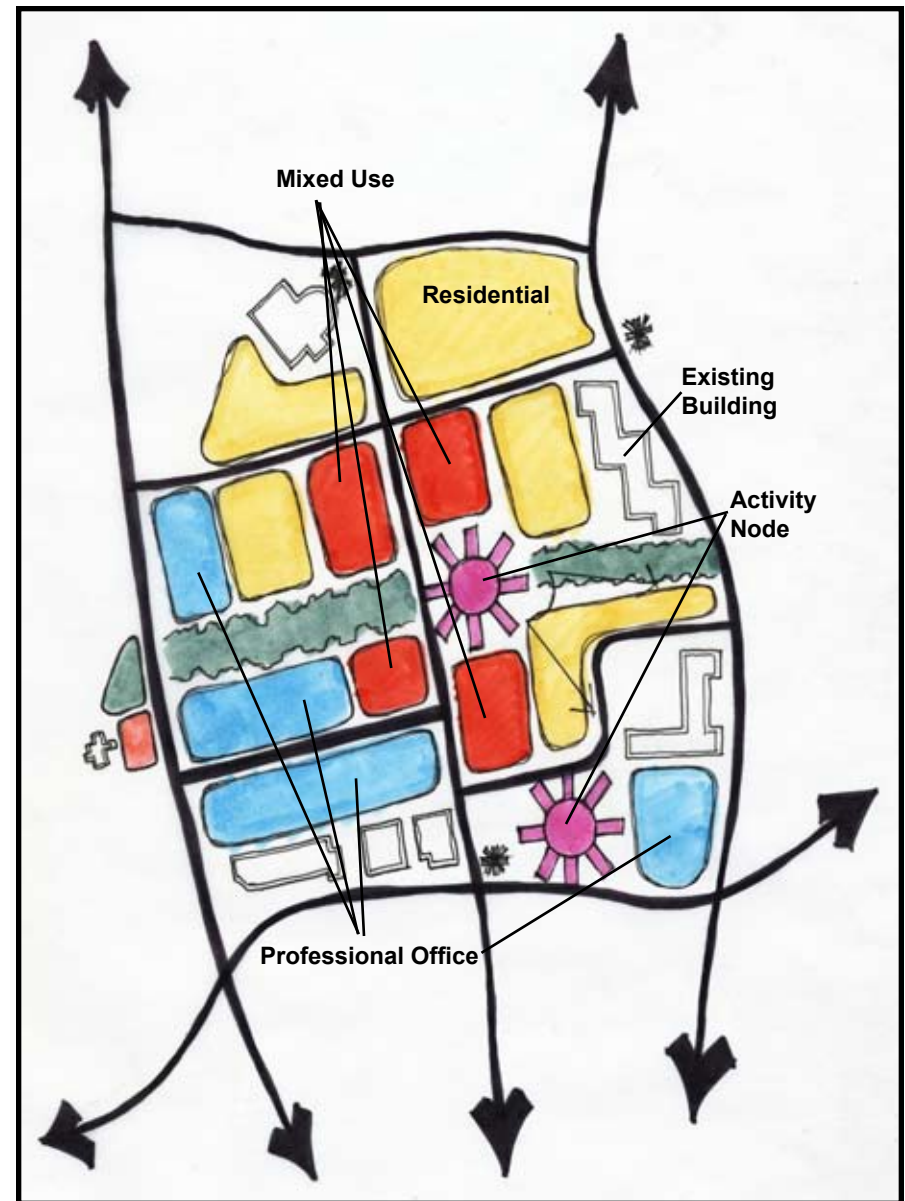 Mixed Use
Residential
Existing
Building
Activity
Node
Professional Office